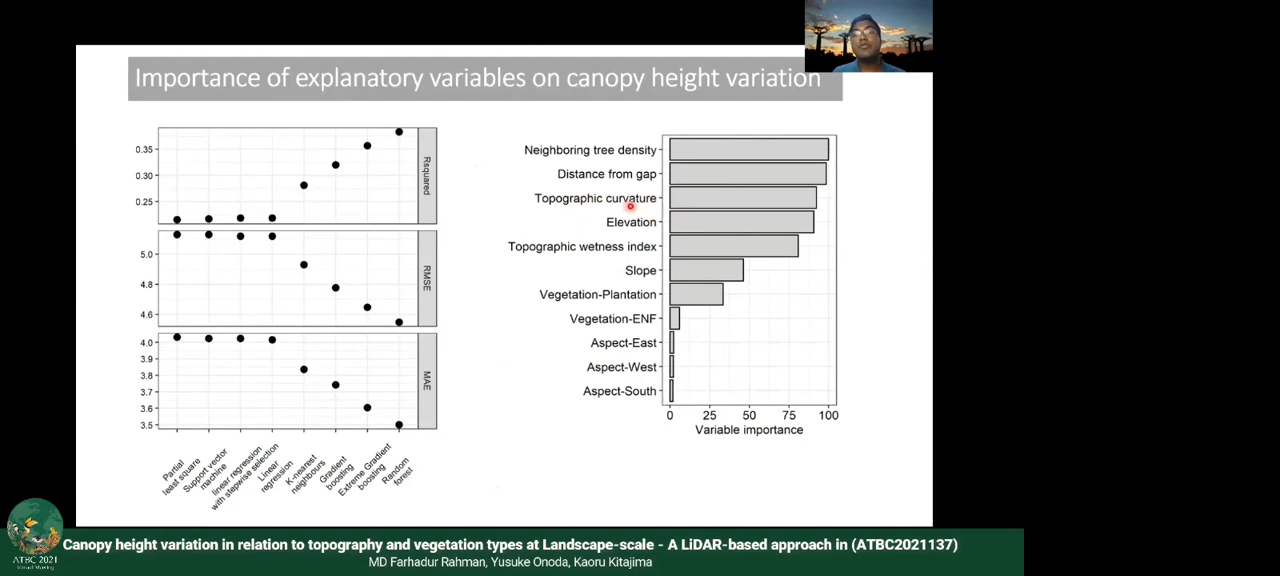 Importance of explanatory variables on canopy height variation
0.35
0.30
0.25
Rsquared
5.0
4.8
4.6
RMSE
4.0
3.9
3.8
3.7
3.6
3.5
MAE
Partial
least square
Support vector
machine
linear regression
with stepwise selection
Linear
regression
K-nearest
neighbours
Gradient
boosting
Extreme Gradient
boosting
Random
forest
Neighboring tree density
Distance from gap
Topographic curvature
Elevation
Topographic wetness index
Slope
Vegetation-Plantation
Vegetation-ENF
Aspect-East
Aspect-West
Aspect-South
0
25
50
75
100
Variable importance
ATBC 2021
Canopy height variation in relation to topography and vegetation types at Landscape-scale - A LiDAR-based approach in (ATBC2021137)
MD Farhadur Rahman, Yusuke Onoda, Kaoru Kitajima